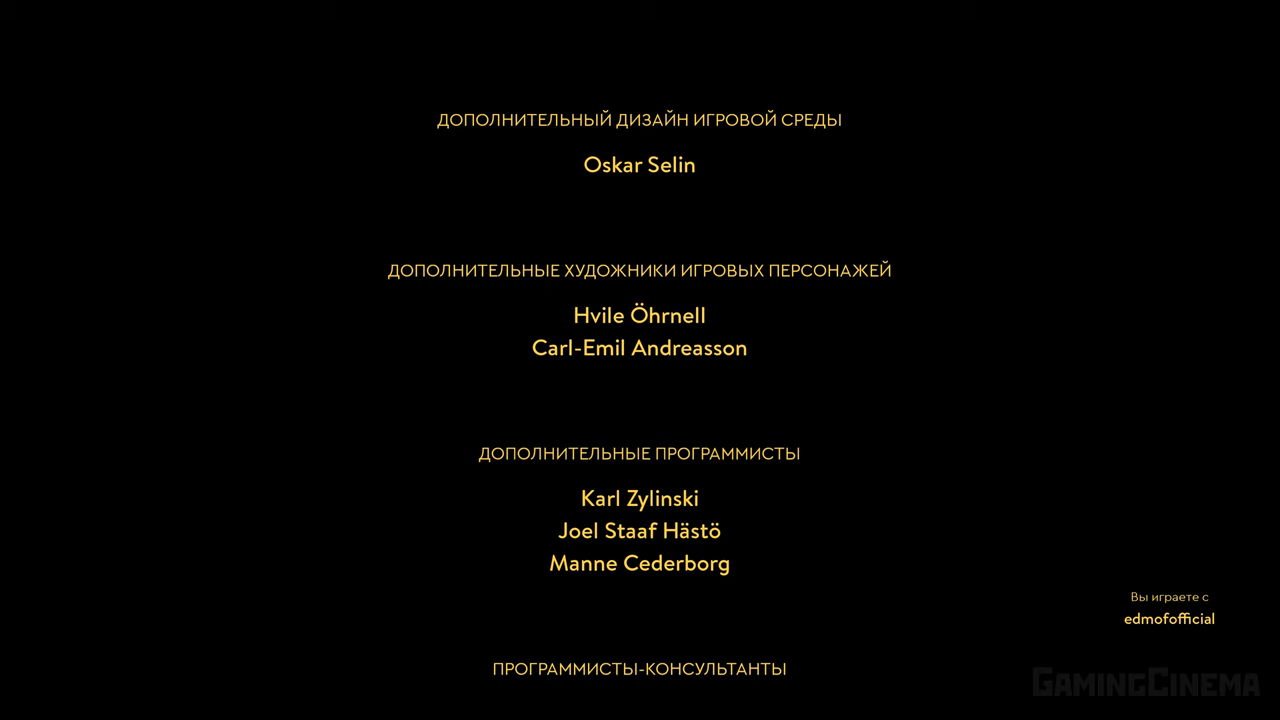 ДОПОЛНИТЕЛЬНЫЙ ДИЗАЙН ИГРОВОЙ СРЕДЫ
Oskar Selin
ДОПОЛНИТЕЛЬНЫЕ ХУДОЖНИКИ ИГРОВЫХ ПЕРСОНАЖЕЙ
Hvile Öhrnell
Carl-Emil Andreasson
ДОПОЛНИТЕЛЬНЫЕ ПРОГРАММИСТЫ
Karl Zylinski
Joel Staaf Hästö
Manne Cederborg
Вы играете с
edmofofficial
ПРОГРАММИСТЫ-КОНСУЛЬТАНТЫ
GAMINGCINEMA